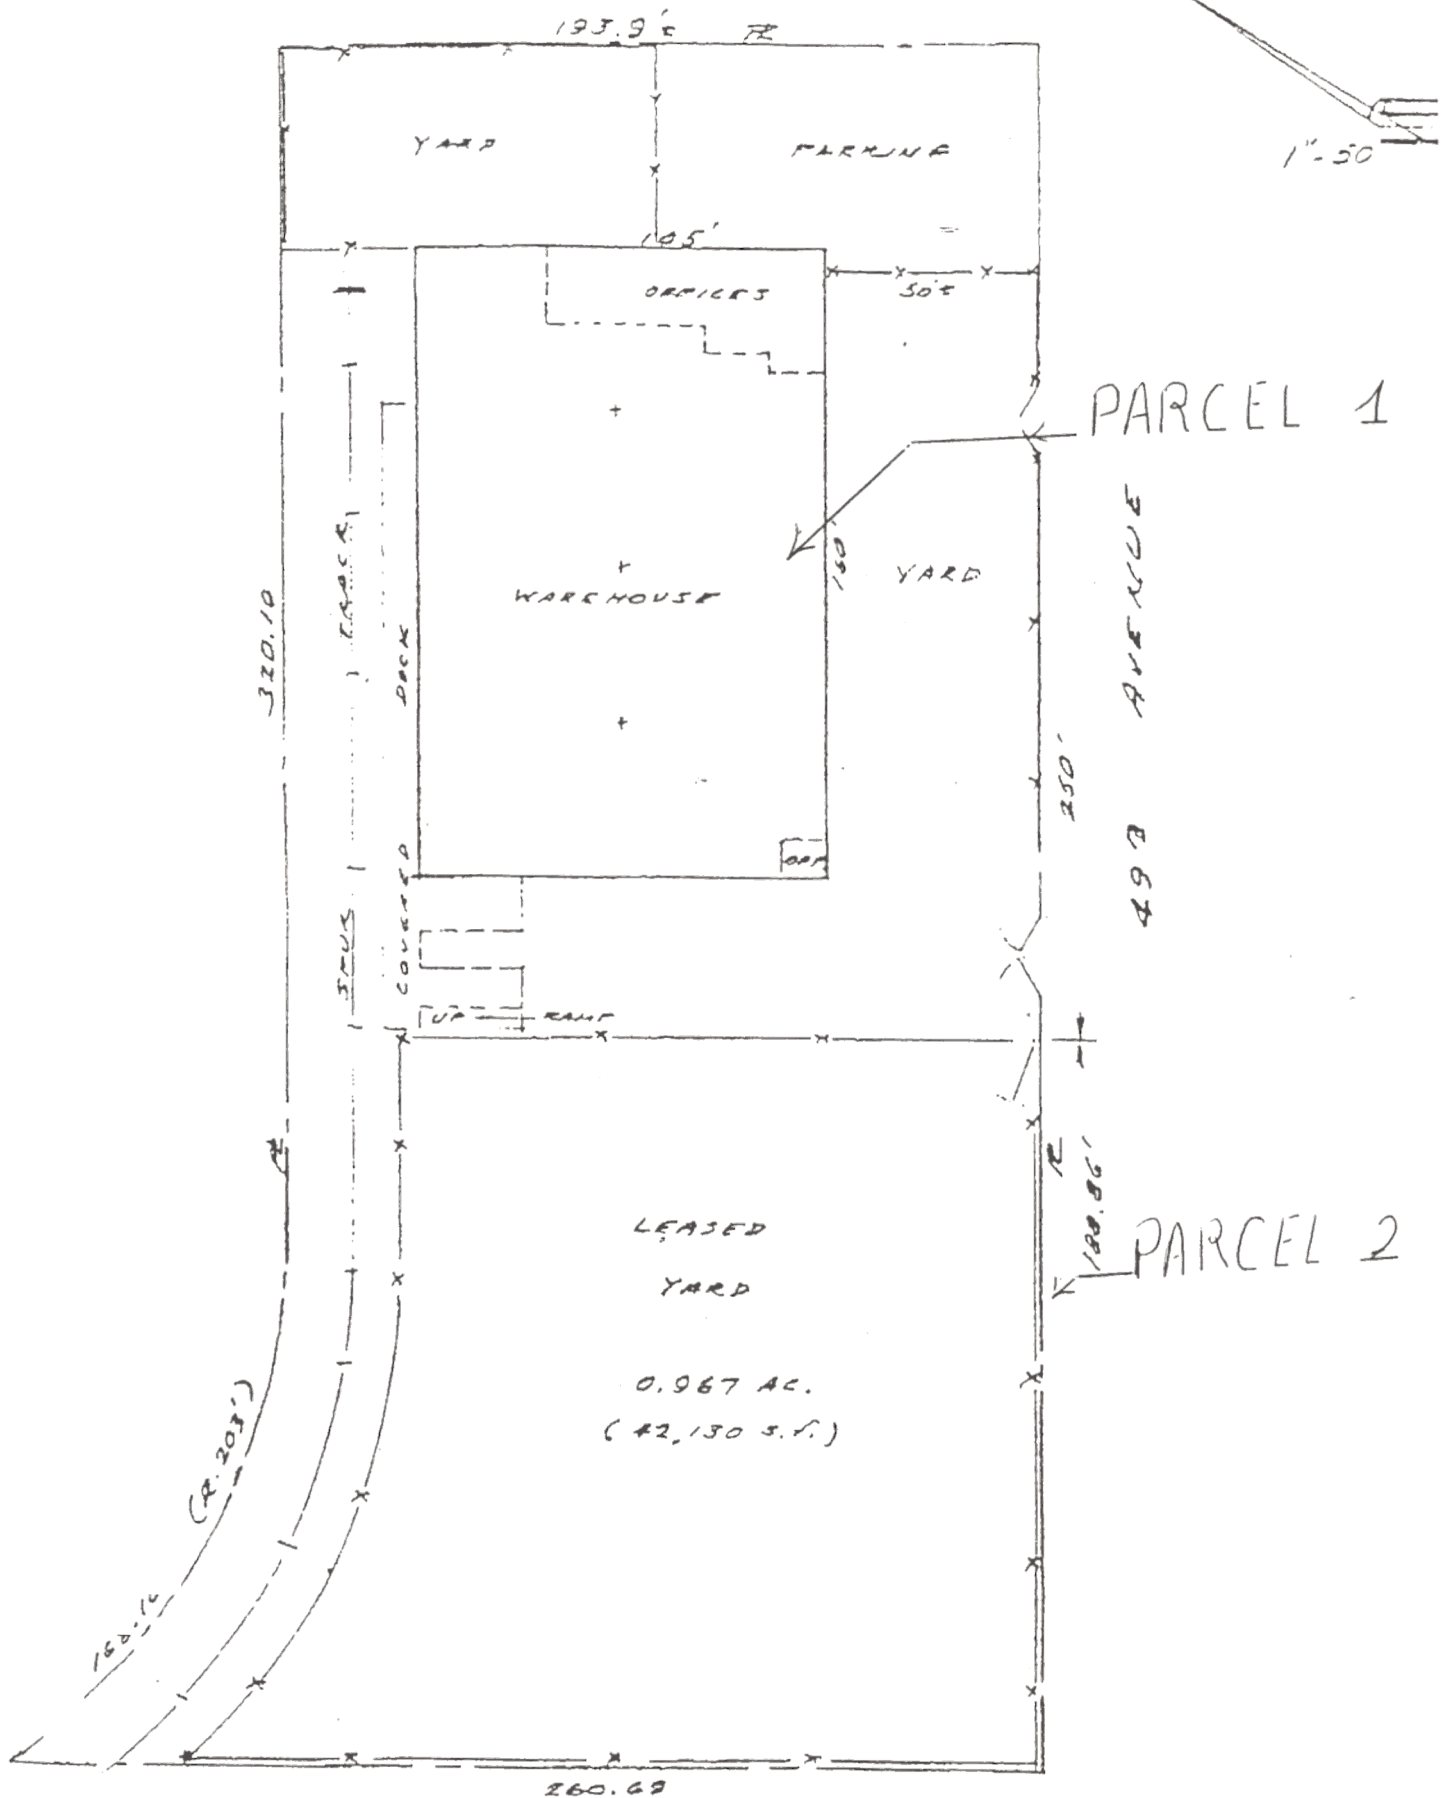 193.9'±
YARD
PARKING
1"-50
105'
OFFICES
50'±
PARCEL 1
TRACK
160'
WAREHOUSE
YARD
AVENUE
320.10
DOCK
250'
OFF
49TH
COVERED
SPUR
UP
RAMP
188.86'
LEASED
YARD
PARCEL 2
0.967 AC.
(42,130 S.F.)
(R.203')
260.69